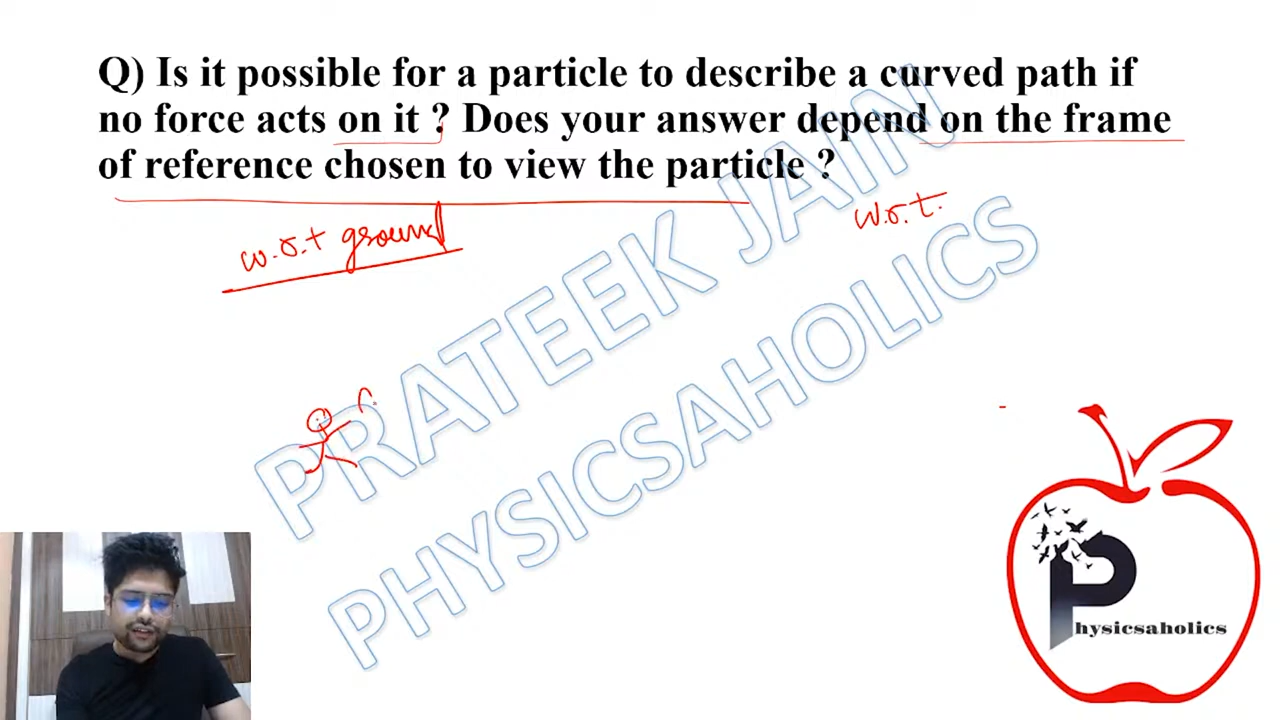 Q) Is it possible for a particle to describe a curved path if
no force acts on it ? Does your answer depend on the frame
of reference chosen to view the particle ?
w.r.t ground
w.r.t.
PRATEEK JAIN
PHYSICSAHOLICS
Physicsaholics